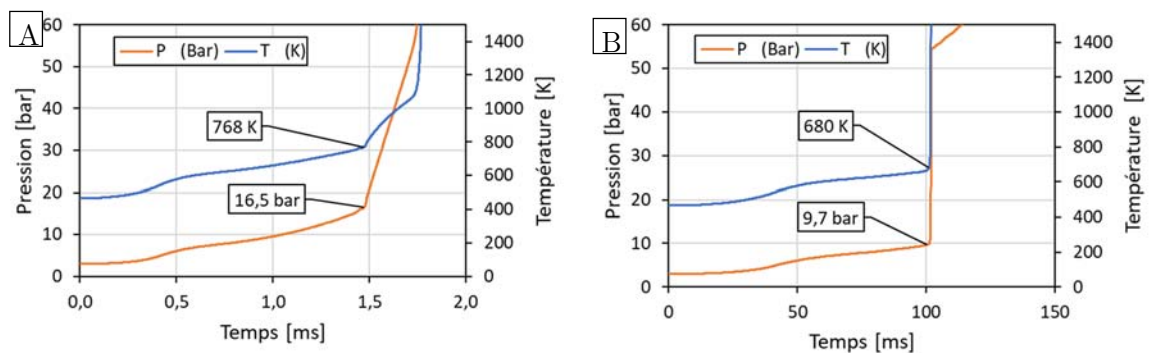 A
P (Bar) T (K)
Pression [bar]
60
50
40
30
20
10
0
768 K
16,5 bar
1400
1200
1000
800
600
400
200
0
Température [K]
0,0 0,5 1,0 1,5 2,0
Temps [ms]
B
P (Bar) T (K)
Pression [bar]
60
50
40
30
20
10
0
680 K
9,7 bar
1400
1200
1000
800
600
400
200
0
Température [K]
0 50 100 150
Temps [ms]